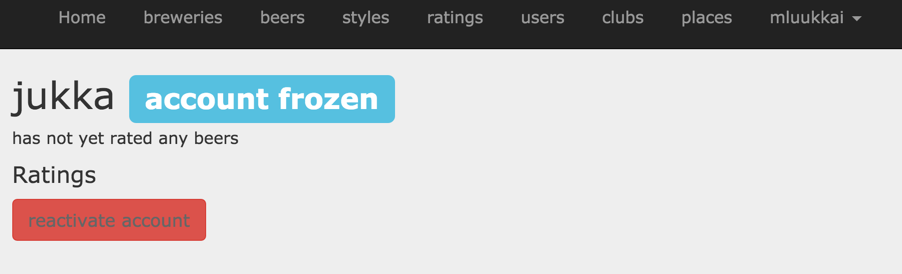 Home breweries beers styles ratings users clubs places mluukkai
jukka account frozen
has not yet rated any beers
Ratings
reactivate account